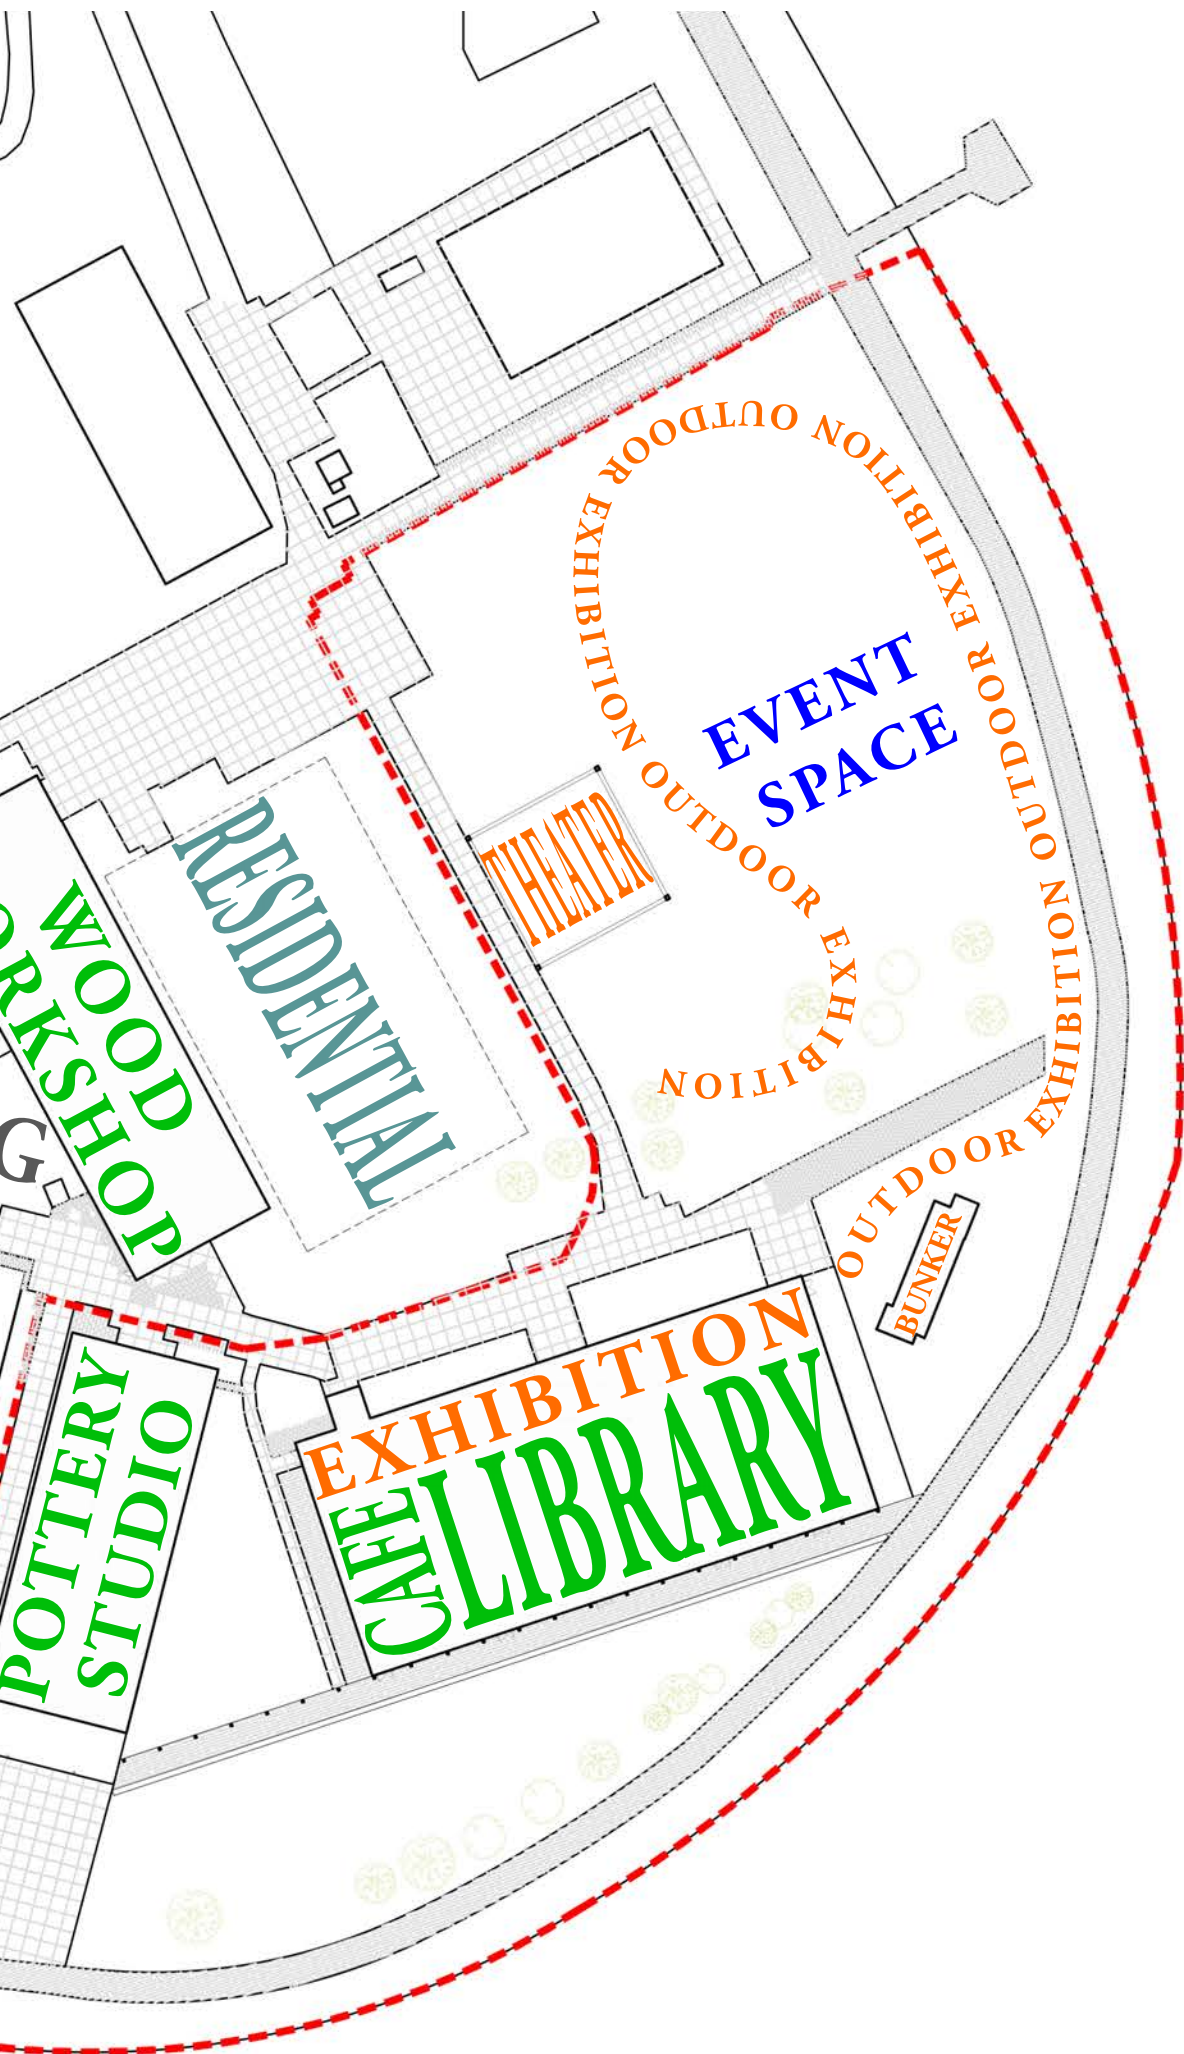 OUTDOOR EXHIBITION OUTDOOR EXHIBITION OUTDOOR EXHIBITION OUTDOOR EXHIBITION OUTDOOR EXHIBITION
EVENT
SPACE
THEATER
RESIDENTIAL
WOOD
ORKSHOP
G
BUNKER
EXHIBITION
CAFE
LIBRARY
POTTERY
STUDIO